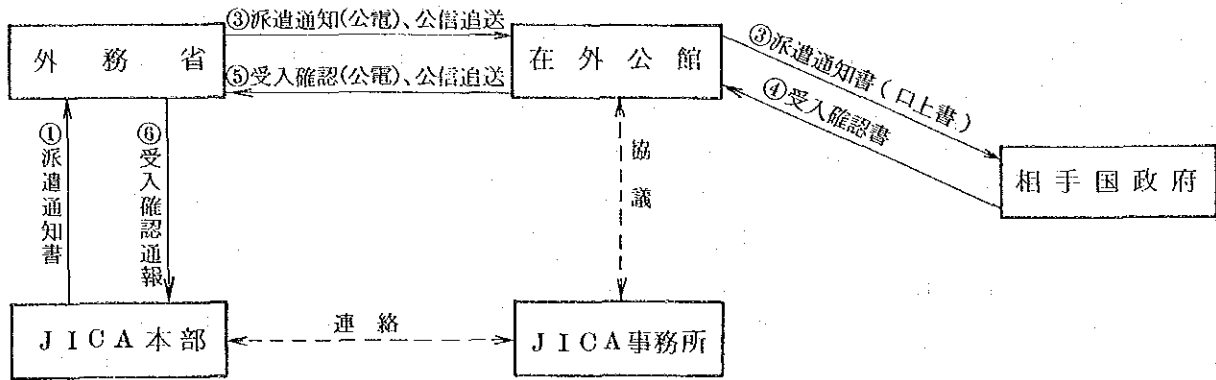 ③派遣通知(公電)、公信追送
外務省
在外公館
⑤受入確認(公電)、公信追送
③派遣通知書(口上書)
④受入確認書
相手国政府
①派遣通知書
⑥受入確認通報
協議
JICA本部
連絡
JICA事務所